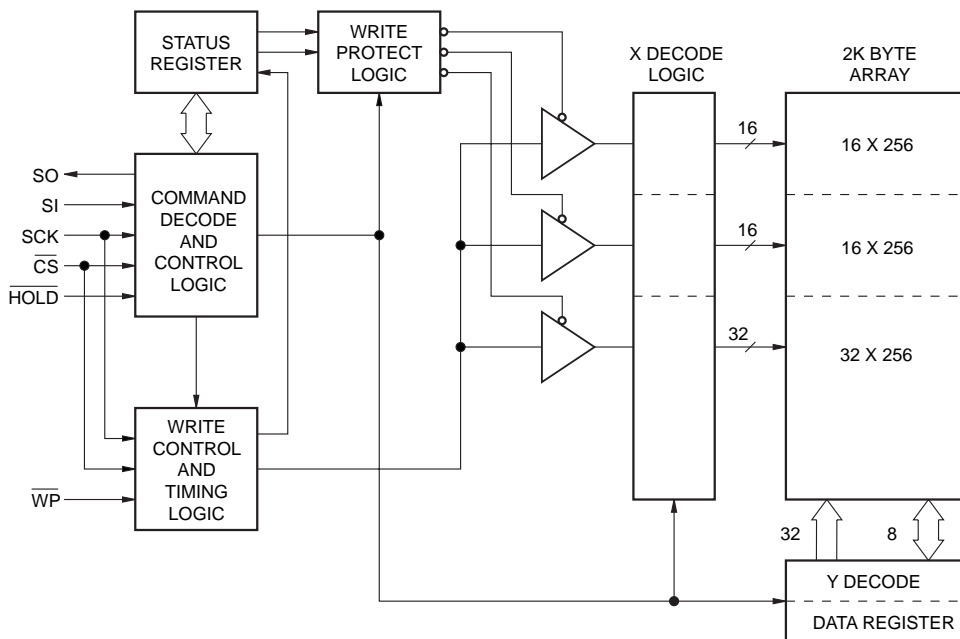 STATUS
REGISTER
WRITE
PROTECT
LOGIC
X DECODE
LOGIC
2K BYTE
ARRAY
SO
SI
SCK
CS
HOLD
WP
COMMAND
DECODE
AND
CONTROL
LOGIC
WRITE
CONTROL
AND
TIMING
LOGIC
16
16
32
16 X 256
16 X 256
32 X 256
32
8
Y DECODE
DATA REGISTER